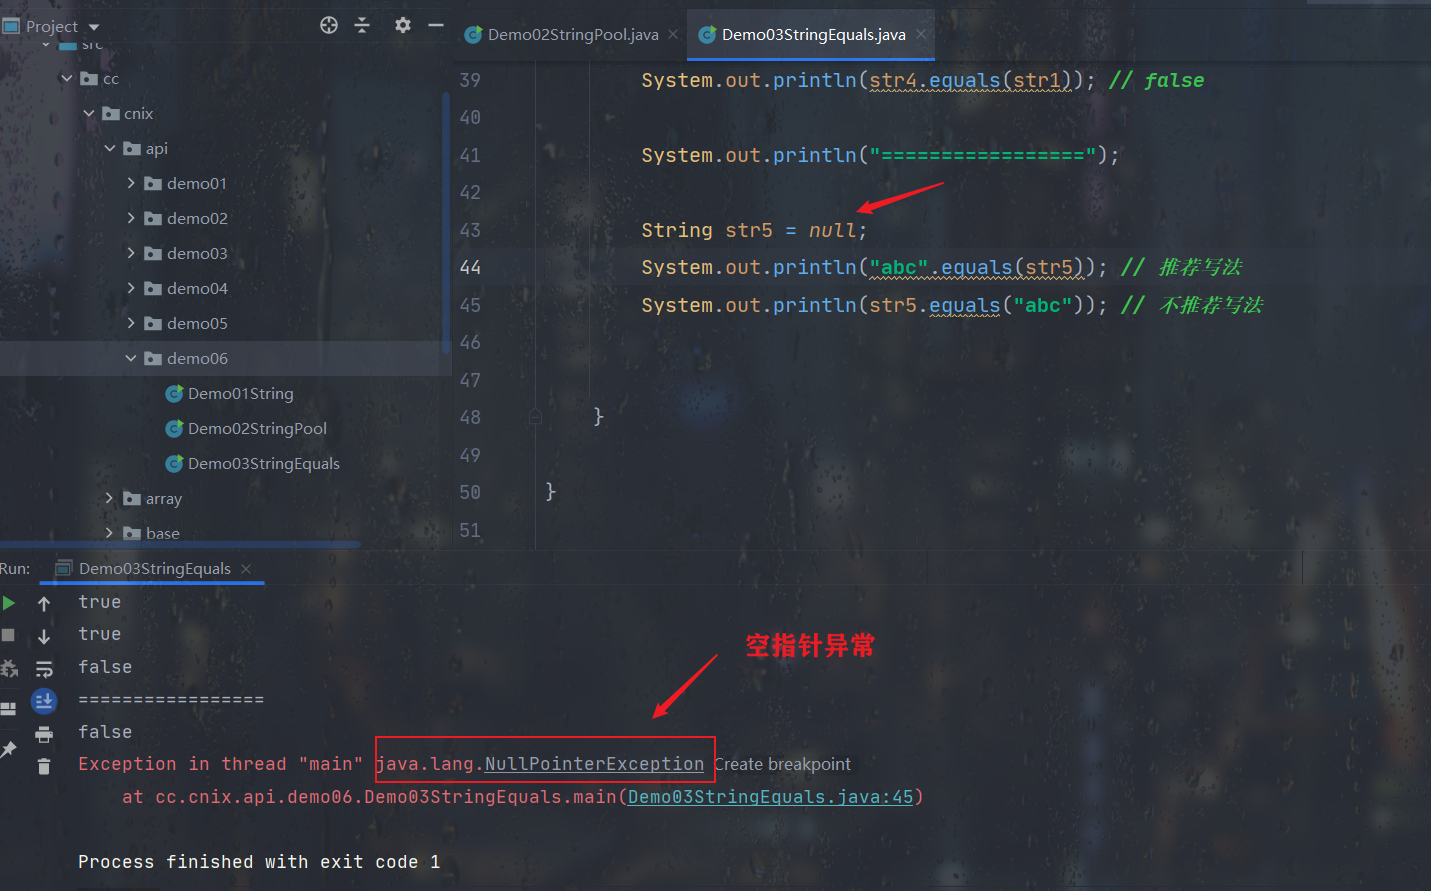 Project
Demo02StringPool.java
Demo03StringEquals.java
src
cc
cnix
api
demo01
demo02
demo03
demo04
demo05
demo06
Demo01String
Demo02StringPool
Demo03StringEquals
array
base
39 System.out.println(str4.equals(str1)); // false
40
41 System.out.println("=================");
42
43 String str5 = null;
44 System.out.println("abc".equals(str5)); // 推荐写法
45 System.out.println(str5.equals("abc")); // 不推荐写法
46
47
48 }
49
50 }
51
Run: Demo03StringEquals
true
true
false
=================
false
空指针异常
Exception in thread "main" java.lang.NullPointerException Create breakpoint
at cc.cnix.api.demo06.Demo03StringEquals.main(Demo03StringEquals.java:45)
Process finished with exit code 1